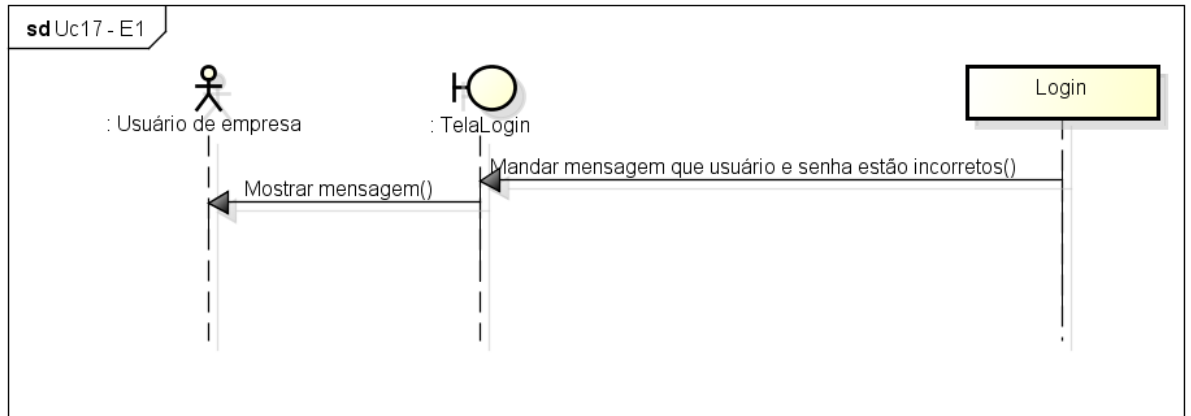 sd Uc17 - E1
: Usuário de empresa
: TelaLogin
Login
Mandar mensagem que usuário e senha estão incorretos()
Mostrar mensagem()